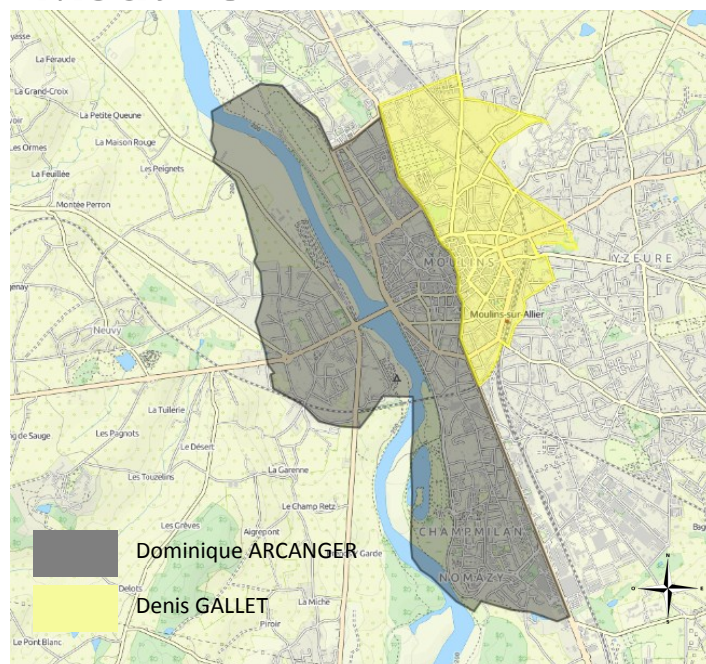 La Feraude
La Grand-Croix
La Petite Queune
La Maison Rouge
Les Ormes
Les Peignets
La Feuillée
Montée Perron
MOULINS
YZEURE
Moulins-sur-Allier
Neuvy
La Tuilerie
Les Pagnots
Le Désert
Les Touzelins
La Garenne
Le Champ Retz
Les Crêves
Aigrepont
CHAMPMILAN
Dominique ARCANGER
Garde
NOMAZY
N
O
E
S
Delots
La Miche
Denis GALLET
Piroir
Le Pont Blanc